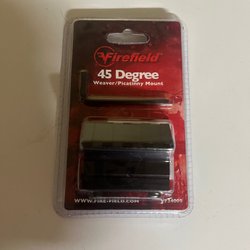 Firefield
45 Degree
Weaver/Picatinny Mount
WWW.FIRE-FIELD.COM